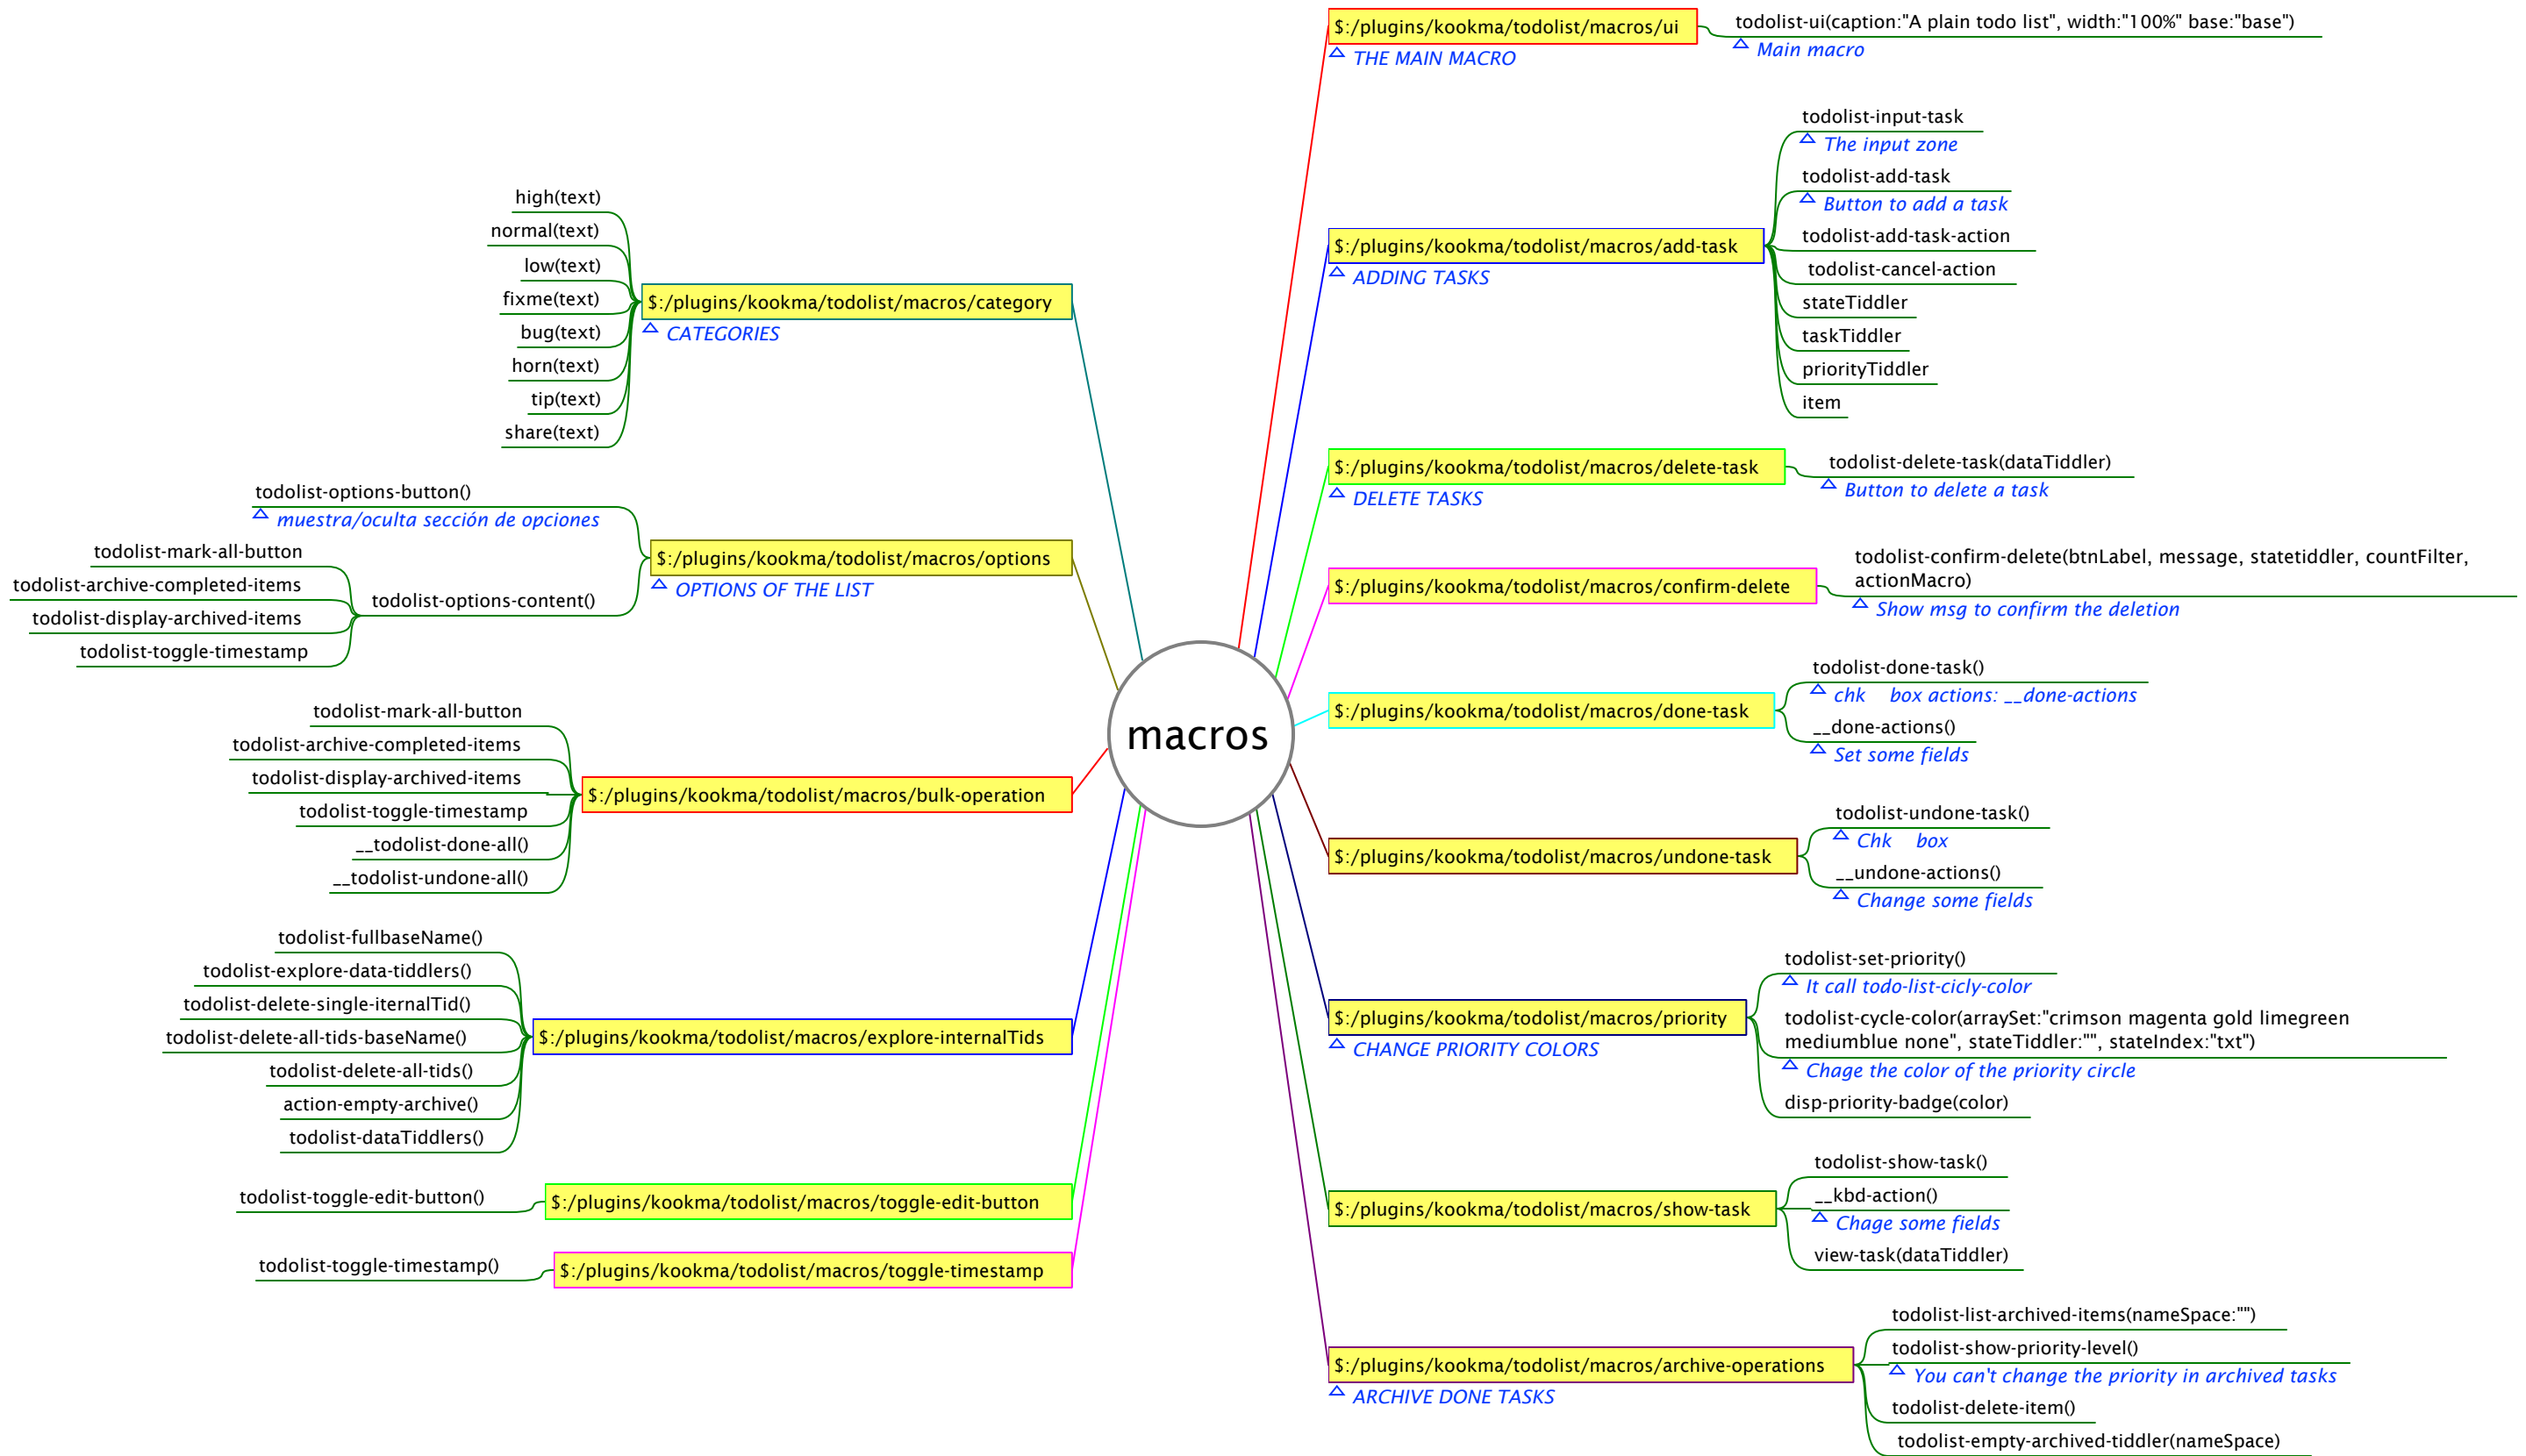 macros
$:/plugins/kookma/todolist/macros/ui
THE MAIN MACRO
todolist-ui(caption:"A plain todo list", width:"100%" base:"base")
Main macro
$:/plugins/kookma/todolist/macros/add-task
ADDING TASKS
todolist-input-task
The input zone
todolist-add-task
Button to add a task
todolist-add-task-action
todolist-cancel-action
stateTiddler
taskTiddler
priorityTiddler
item
$:/plugins/kookma/todolist/macros/delete-task
DELETE TASKS
todolist-delete-task(dataTiddler)
Button to delete a task
$:/plugins/kookma/todolist/macros/confirm-delete
todolist-confirm-delete(btnLabel, message, statetiddler, countFilter,
actionMacro)
Show msg to confirm the deletion
$:/plugins/kookma/todolist/macros/done-task
todolist-done-task()
chk    box actions: __done-actions
__done-actions()
Set some fields
$:/plugins/kookma/todolist/macros/undone-task
todolist-undone-task()
Chk    box
__undone-actions()
Change some fields
$:/plugins/kookma/todolist/macros/priority
CHANGE PRIORITY COLORS
todolist-set-priority()
It call todo-list-cicly-color
todolist-cycle-color(arraySet:"crimson magenta gold limegreen
mediumblue none", stateTiddler:"", stateIndex:"txt")
Chage the color of the priority circle
disp-priority-badge(color)
$:/plugins/kookma/todolist/macros/show-task
todolist-show-task()
__kbd-action()
Chage some fields
view-task(dataTiddler)
$:/plugins/kookma/todolist/macros/archive-operations
ARCHIVE DONE TASKS
todolist-list-archived-items(nameSpace:"")
todolist-show-priority-level()
You can't change the priority in archived tasks
todolist-delete-item()
todolist-empty-archived-tiddler(nameSpace)
$:/plugins/kookma/todolist/macros/category
CATEGORIES
high(text)
normal(text)
low(text)
fixme(text)
bug(text)
horn(text)
tip(text)
share(text)
$:/plugins/kookma/todolist/macros/options
OPTIONS OF THE LIST
todolist-options-button()
muestra/oculta sección de opciones
todolist-options-content()
todolist-mark-all-button
todolist-archive-completed-items
todolist-display-archived-items
todolist-toggle-timestamp
$:/plugins/kookma/todolist/macros/bulk-operation
todolist-mark-all-button
todolist-archive-completed-items
todolist-display-archived-items
todolist-toggle-timestamp
__todolist-done-all()
__todolist-undone-all()
$:/plugins/kookma/todolist/macros/explore-internalTids
todolist-fullbaseName()
todolist-explore-data-tiddlers()
todolist-delete-single-iternalTid()
todolist-delete-all-tids-baseName()
todolist-delete-all-tids()
action-empty-archive()
todolist-dataTiddlers()
$:/plugins/kookma/todolist/macros/toggle-edit-button
todolist-toggle-edit-button()
$:/plugins/kookma/todolist/macros/toggle-timestamp
todolist-toggle-timestamp()